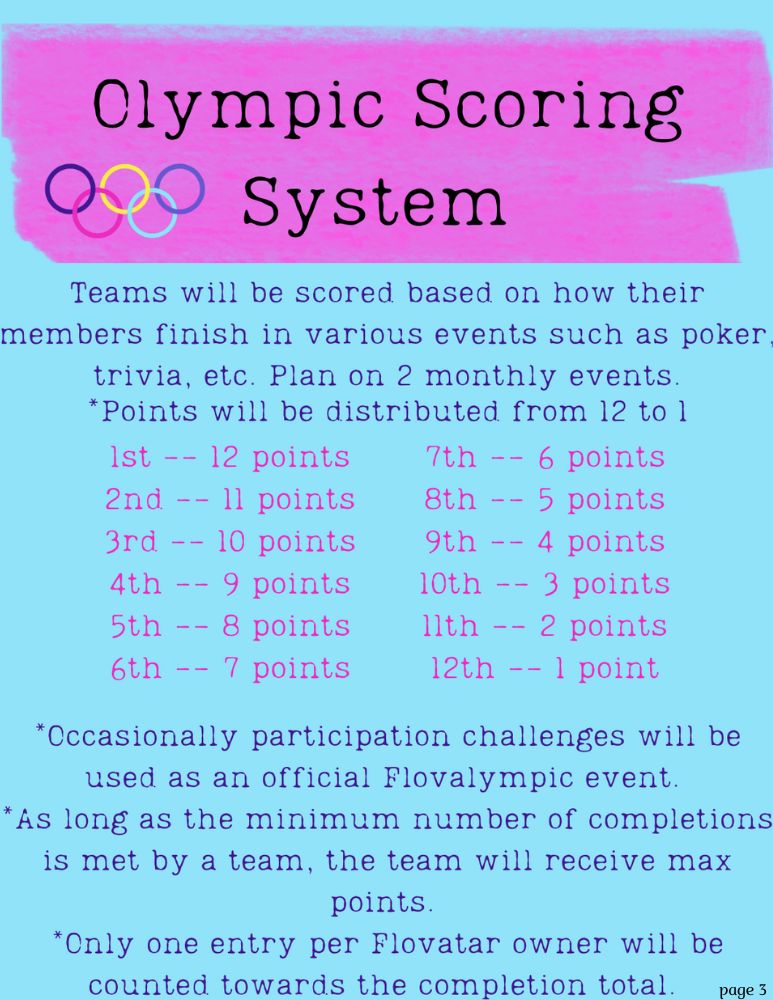 Olympic Scoring
System
Teams will be scored based on how their
members finish in various events such as poker,
trivia, etc. Plan on 2 monthly events.
*Points will be distributed from 12 to 1
1st -- 12 points
2nd -- 11 points
3rd -- 10 points
4th -- 9 points
5th -- 8 points
6th -- 7 points
7th -- 6 points
8th -- 5 points
9th -- 4 points
10th -- 3 points
11th -- 2 points
12th -- 1 point
*Occasionally participation challenges will be
used as an official Flovalympic event.
*As long as the minimum number of completions
is met by a team, the team will receive max
points.
*Only one entry per Flovatar owner will be
counted towards the completion total.
page 3